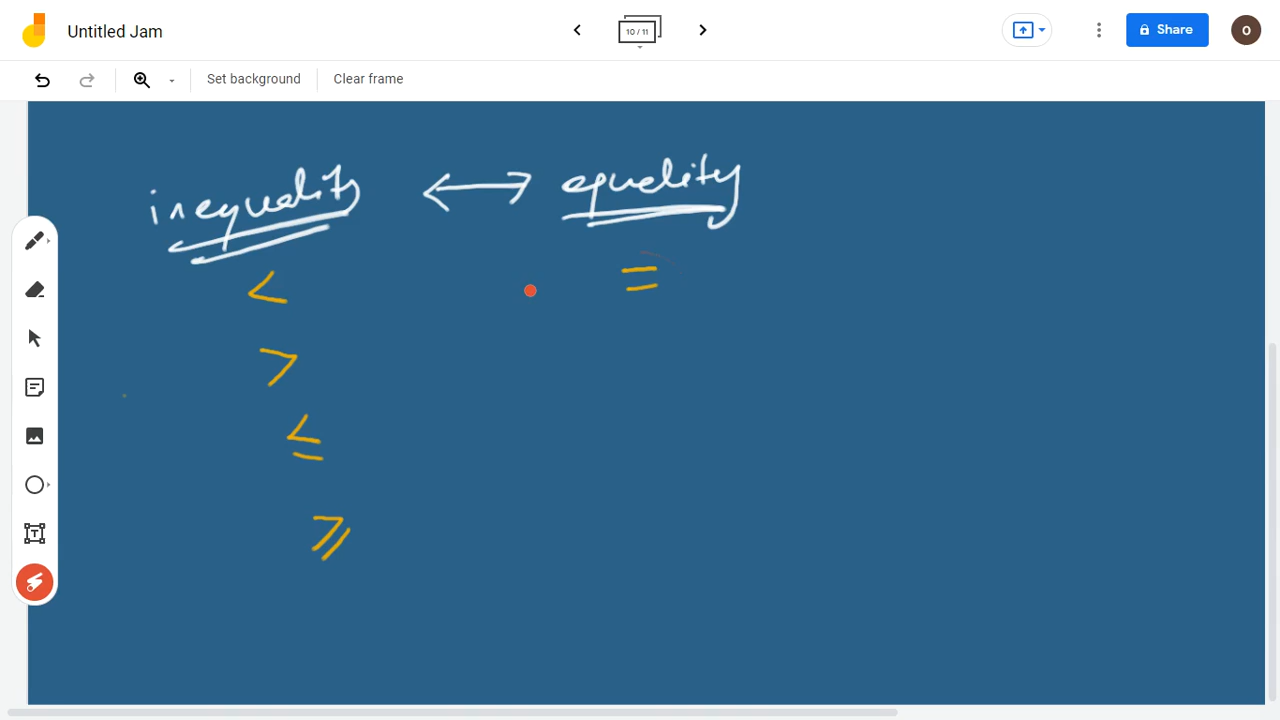 Untitled Jam
10 / 11
Share
O
Set background
Clear frame
inequality ↔ equality
< =
>
≤
⩾
T